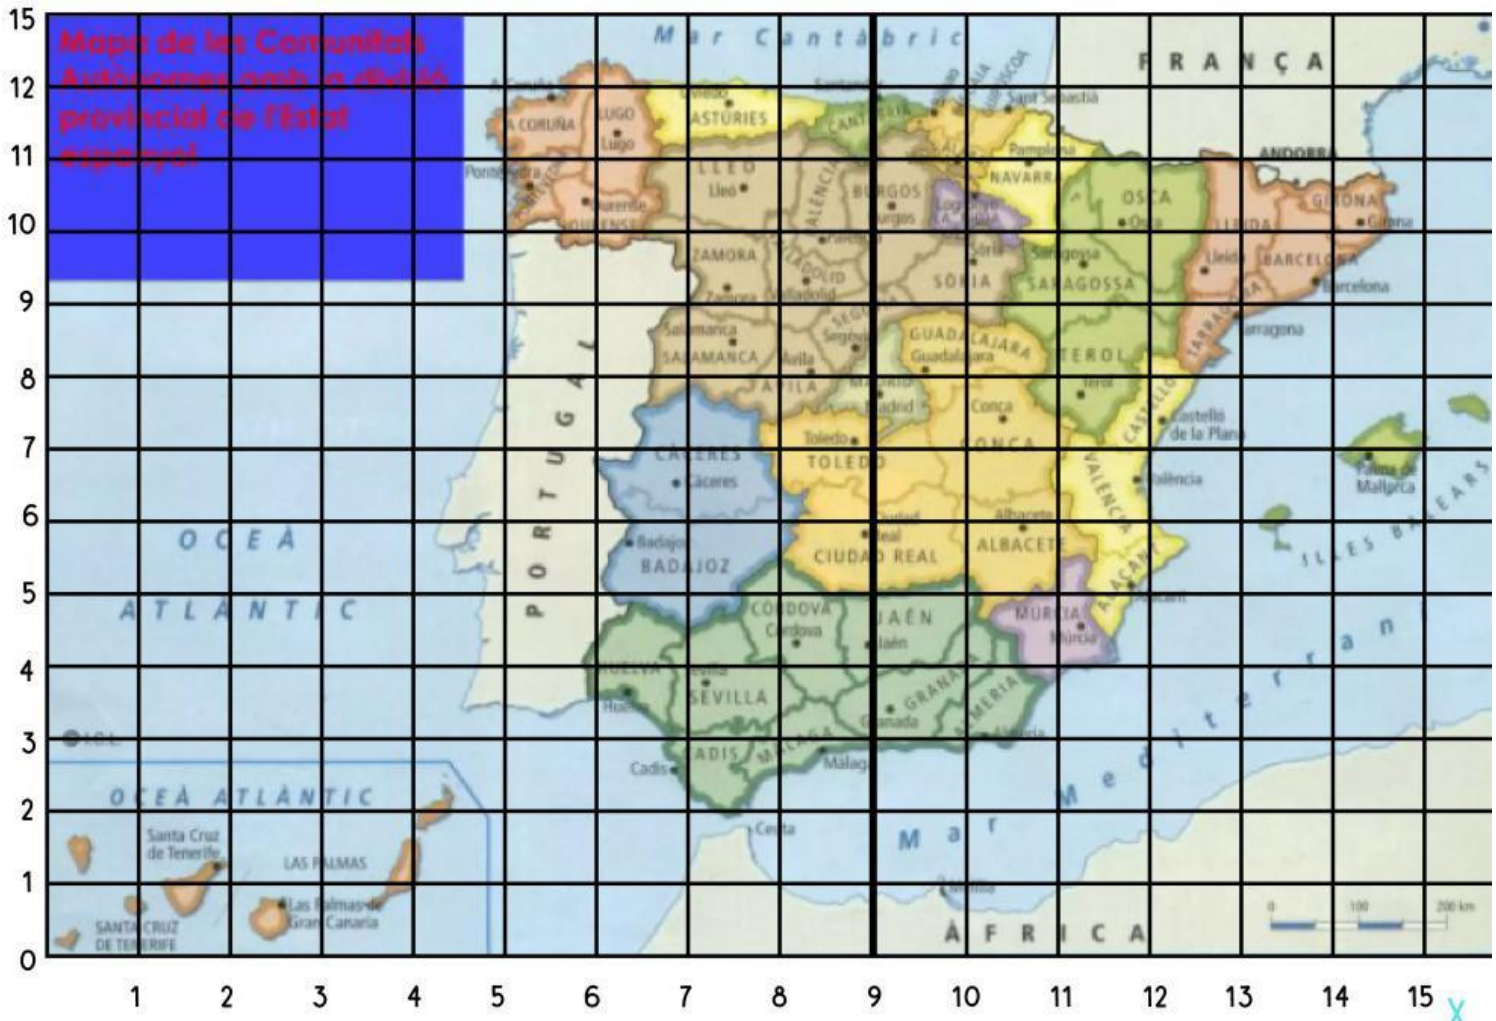 15
12
12
11
10
9
8
7
6
5
4
3
2
1
0
Mapa de les Comunitats
Autònomes amb la divisió
provincial de l'Estat
espanyol
Mar Cantàbric
FRANÇA
ANDORRA
A Coruña
Oviedo
Santander
Sant Sebastià
LUGO
A CORUÑA
Lugo
ASTÚRIES
CANTÀBRIA
Pamplona
NAVARRA
Pontevedra
LLEÓ
Lleó
BURGOS
Burgos
Ourense
OURENSE
OSCA
Osca
GIRONA
Girona
LLEIDA
Lleida
BARCELONA
Barcelona
ZAMORA
Zamora
Valladolid
Sòria
SÒRIA
Saragossa
SARAGOSSA
TARRAGONA
Tarragona
SEGÒVIA
Segòvia
Salamanca
SALAMANCA
Àvila
ÀVILA
GUADALAJARA
Guadalajara
TEROL
Terol
MADRID
Madrid
Conca
CONCA
CASTELLÓ
Castelló
de la Plana
Toledo
TOLEDO
CÀCERES
Càceres
VALÈNCIA
València
Palma de
Mallorca
ILLES BALEARS
PORTUGAL
OCEÀ
ATLÀNTIC
Badajoz
BADAJOZ
Ciudad
Real
CIUDAD REAL
Albacete
ALBACETE
ALACANT
Alacant
CÒRDOVA
Còrdova
JAÉN
Jaén
MÚRCIA
Múrcia
HUELVA
Huelva
Sevilla
SEVILLA
GRANADA
Granada
ALMERIA
Almeria
CADIS
Cadis
MÀLAGA
Màlaga
Mar Mediterrani
Ceuta
Melilla
ÀFRICA
OCEÀ ATLÀNTIC
Santa Cruz
de Tenerife
LAS PALMAS
Las Palmas de
Gran Canaria
SANTA CRUZ
DE TENERIFE
0 100 200 km
1 2 3 4 5 6 7 8 9 10 11 12 13 14 15 X